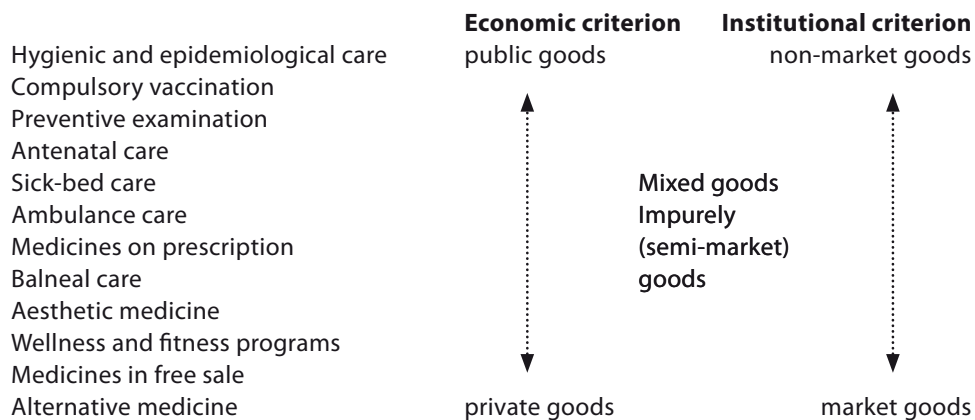 Economic criterion Institutional criterion
Hygienic and epidemiological care public goods non-market goods
Compulsory vaccination
Preventive examination
Antenatal care
Sick-bed care Mixed goods
Ambulance care Impurely
Medicines on prescription (semi-market)
Balneal care goods
Aesthetic medicine
Wellness and fitness programs
Medicines in free sale
Alternative medicine private goods market goods